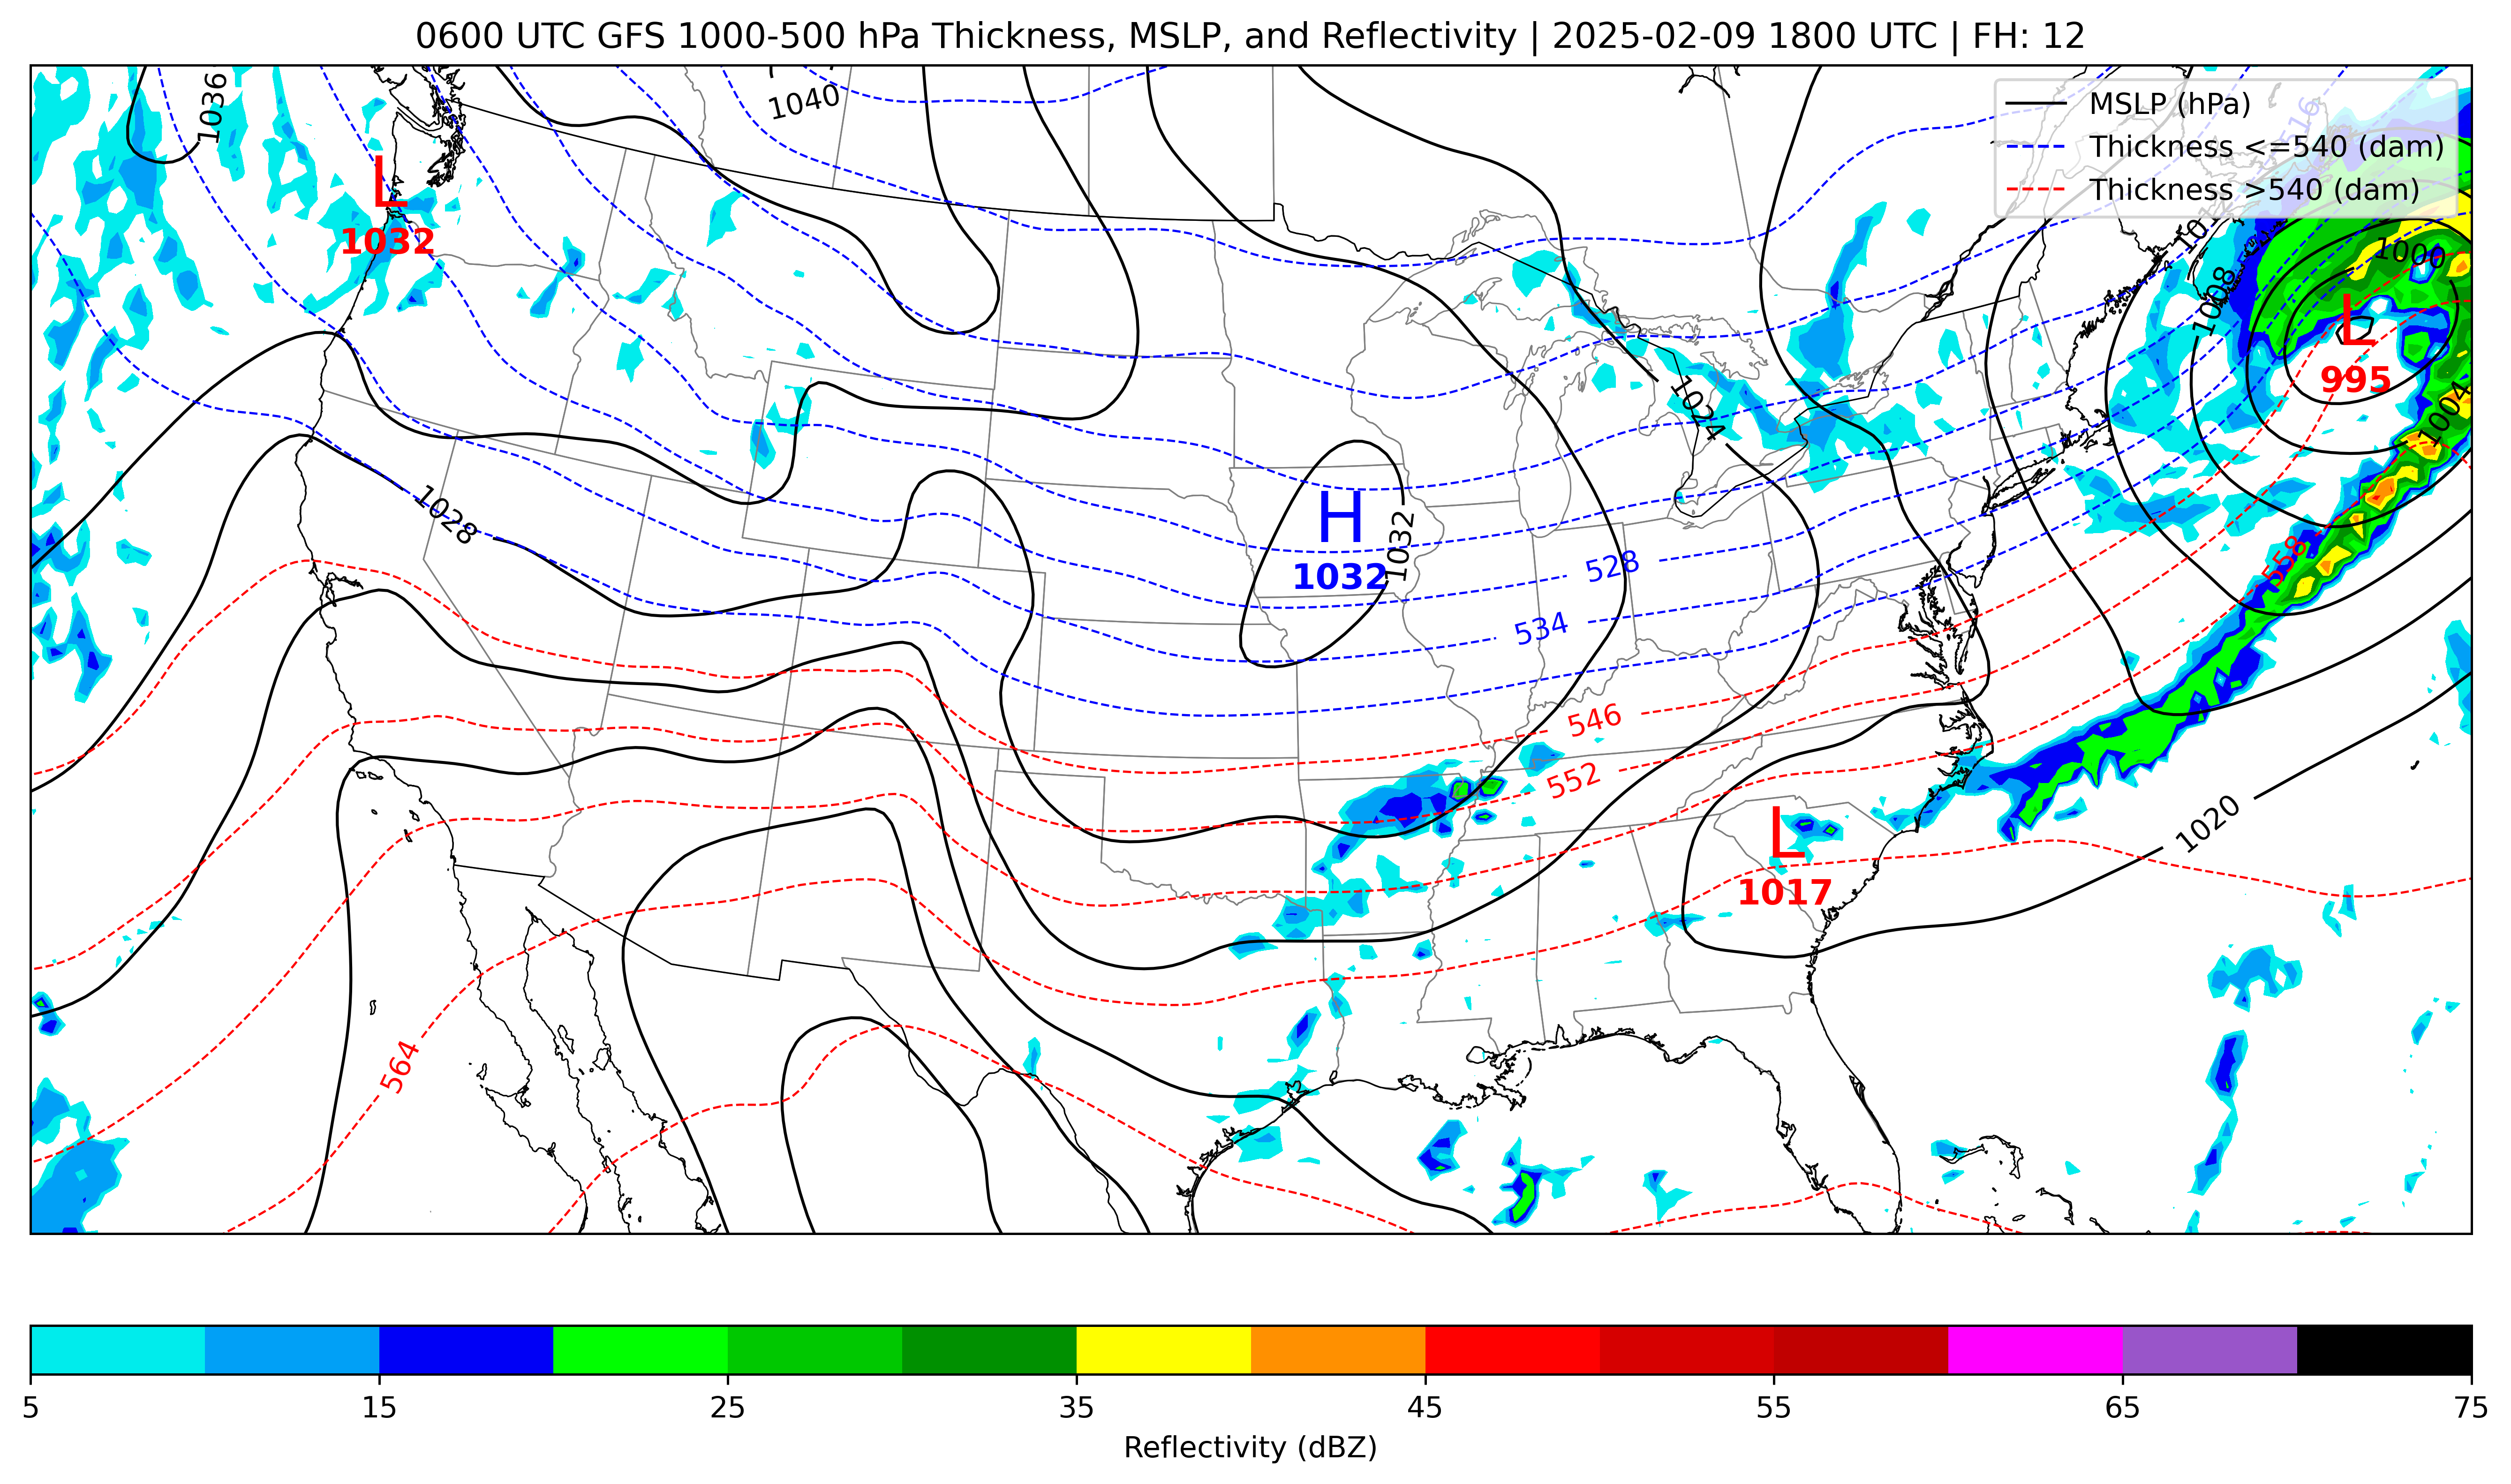 0600 UTC GFS 1000-500 hPa Thickness, MSLP, and Reflectivity | 2025-02-09 1800 UTC | FH: 12
MSLP (hPa)
Thickness <=540 (dam)
Thickness >540 (dam)
1036
1040
516
L
1032
1012
1000
1008
L
995
1004
1024
1028
H
1032
1032
528
534
558
546
552
L
1017
1020
564
5 15 25 35 45 55 65 75
Reflectivity (dBZ)